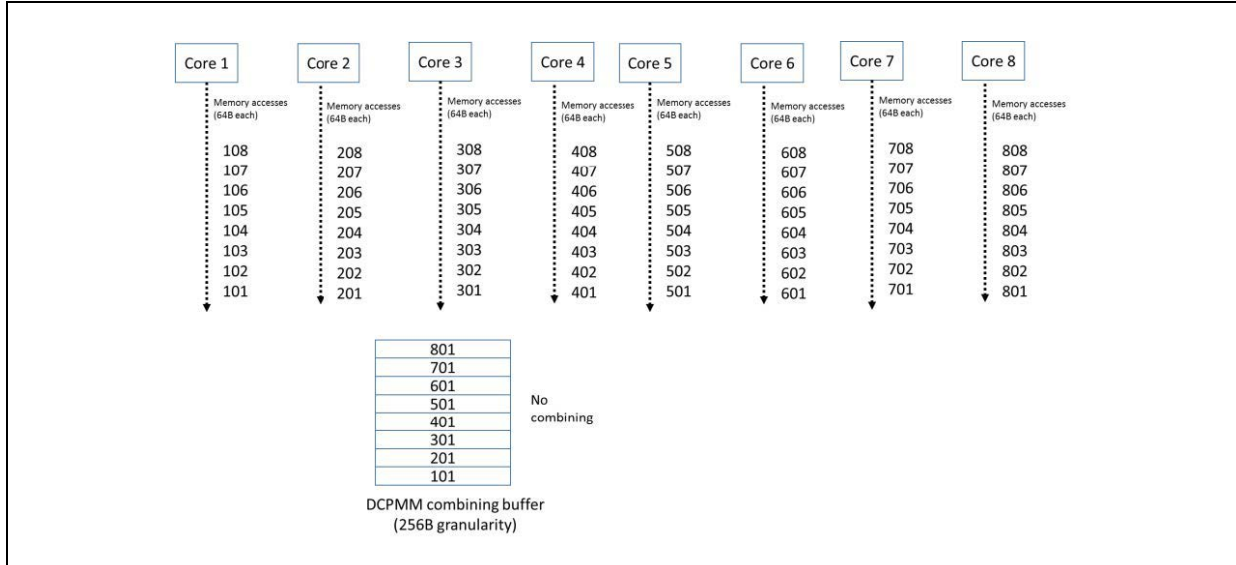 Core 1
Core 2
Core 3
Core 4
Core 5
Core 6
Core 7
Core 8
Memory accesses
(64B each)
Memory accesses
(64B each)
Memory accesses
(64B each)
Memory accesses
(64B each)
Memory accesses
(64B each)
Memory accesses
(64B each)
Memory accesses
(64B each)
Memory accesses
(64B each)
108
107
106
105
104
103
102
101
208
207
206
205
204
203
202
201
308
307
306
305
304
303
302
301
408
407
406
405
404
403
402
401
508
507
506
505
504
503
502
501
608
607
606
605
604
603
602
601
708
707
706
705
704
703
702
701
808
807
806
805
804
803
802
801
801
701
601
501
401
301
201
101
No
combining
DCPMM combining buffer
(256B granularity)